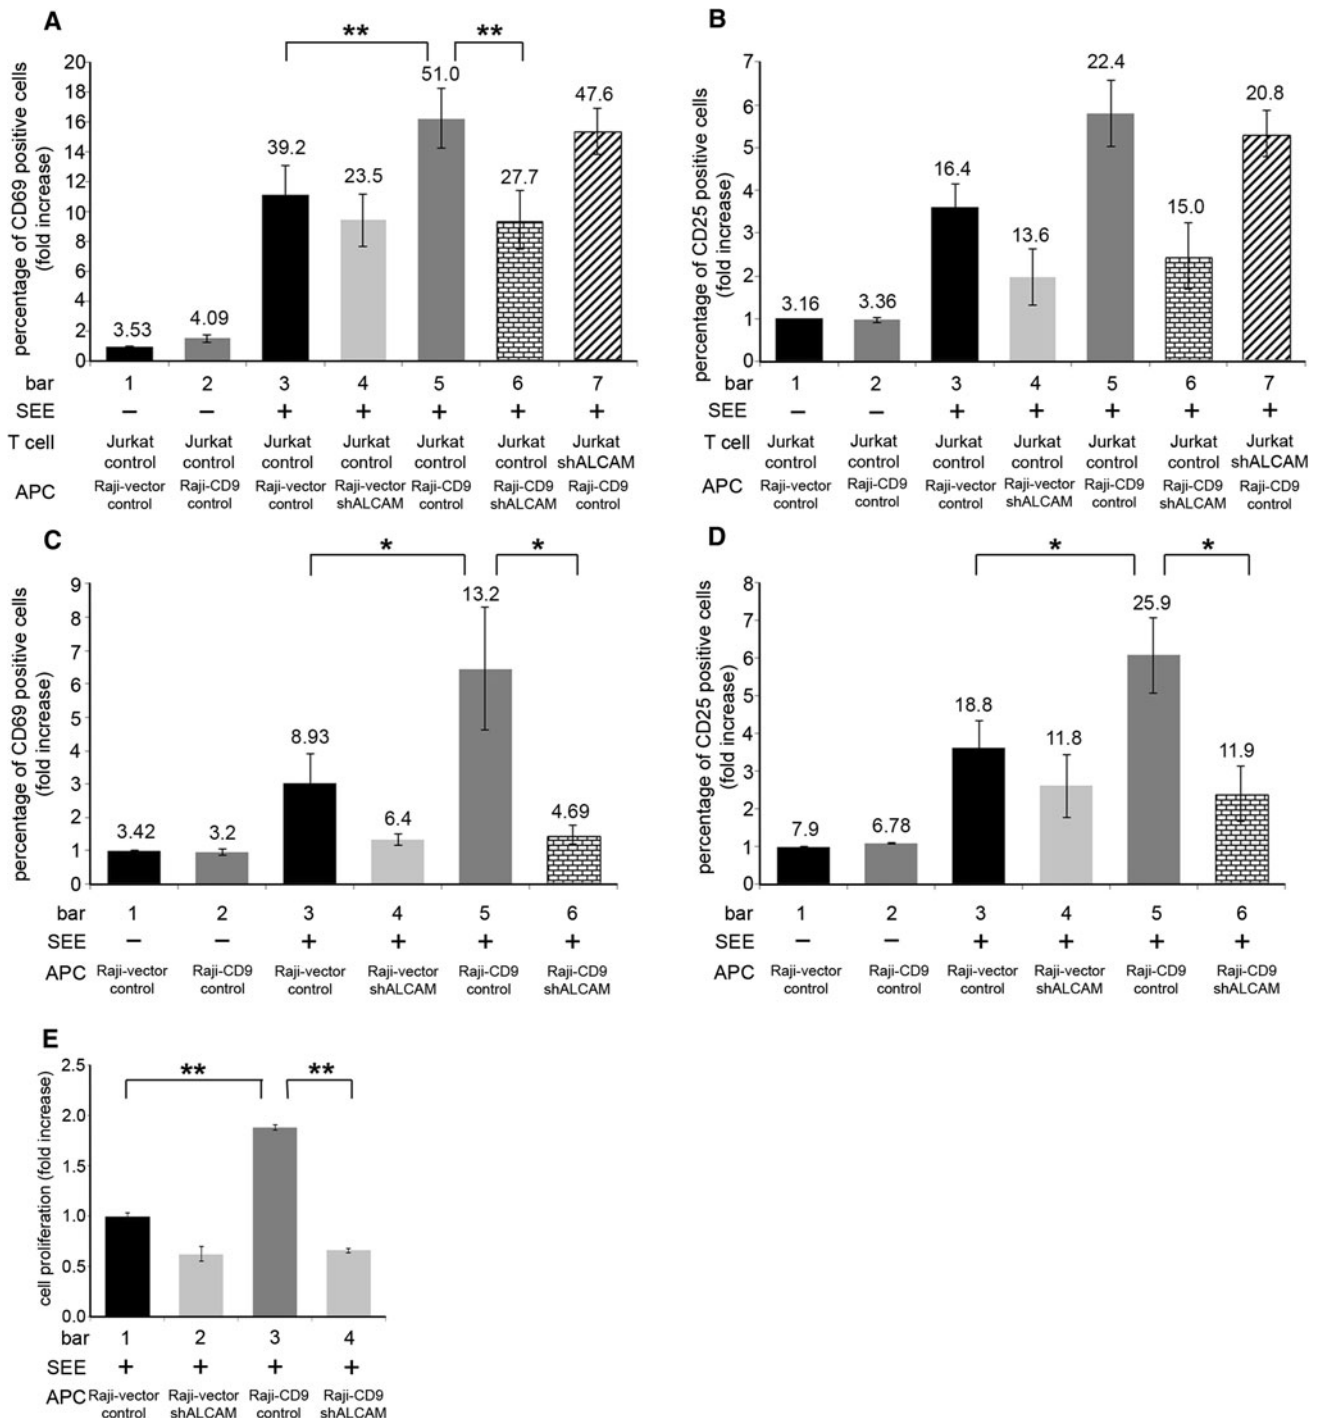 A
percentage of CD69 positive cells
(fold increase)
20
18
16
14
12
10
8
6
4
2
0
** **
3.53 4.09 39.2 23.5 51.0 27.7 47.6
bar 1 2 3 4 5 6 7
SEE − − + + + + +
T cell Jurkat Jurkat Jurkat Jurkat Jurkat Jurkat Jurkat
control control control control control control shALCAM
APC Raji-vector Raji-CD9 Raji-vector Raji-vector Raji-CD9 Raji-CD9 Raji-CD9
control control control shALCAM control shALCAM control
B
percentage of CD25 positive cells
(fold increase)
7
6
5
4
3
2
1
0
3.16 3.36 16.4 13.6 22.4 15.0 20.8
bar 1 2 3 4 5 6 7
SEE − − + + + + +
T cell Jurkat Jurkat Jurkat Jurkat Jurkat Jurkat Jurkat
control control control control control control shALCAM
APC Raji-vector Raji-CD9 Raji-vector Raji-vector Raji-CD9 Raji-CD9 Raji-CD9
control control control shALCAM control shALCAM control
C
percentage of CD69 positive cells
(fold increase)
9
8
7
6
5
4
3
2
1
0
* *
3.42 3.2 8.93 6.4 13.2 4.69
bar 1 2 3 4 5 6
SEE − − + + + +
APC Raji-vector Raji-CD9 Raji-vector Raji-vector Raji-CD9 Raji-CD9
control control control shALCAM control shALCAM
D
percentage of CD25 positive cells
(fold increase)
8
7
6
5
4
3
2
1
0
* *
7.9 6.78 18.8 11.8 25.9 11.9
bar 1 2 3 4 5 6
SEE − − + + + +
APC Raji-vector Raji-CD9 Raji-vector Raji-vector Raji-CD9 Raji-CD9
control control control shALCAM control shALCAM
E
cell proliferation (fold increase)
2.5
2.0
1.5
1.0
0.5
0.0
** **
bar 1 2 3 4
SEE + + + +
APC Raji-vector Raji-vector Raji-CD9 Raji-CD9
control shALCAM control shALCAM